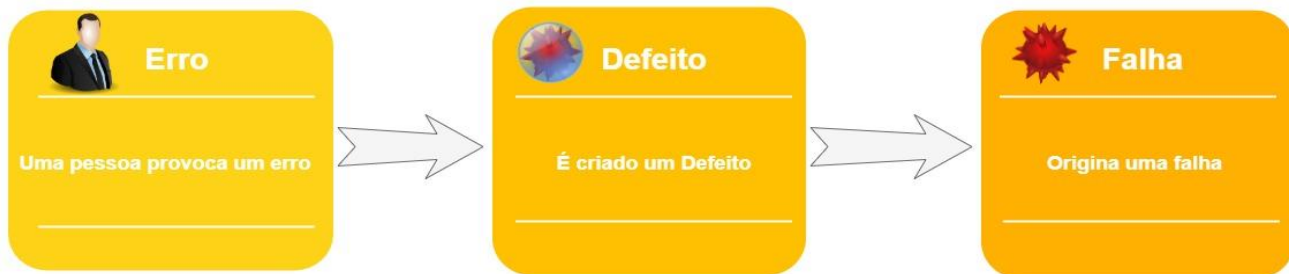 Erro
Uma pessoa provoca um erro
Defeito
É criado um Defeito
Falha
Origina uma falha